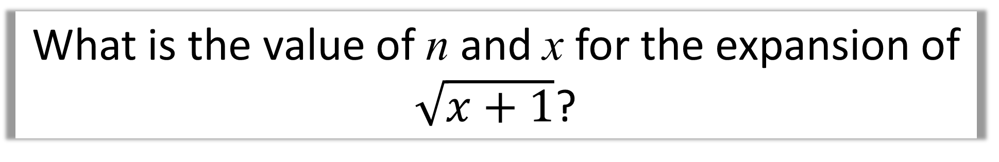 What is the value of n and x for the expansion of
√x + 1?